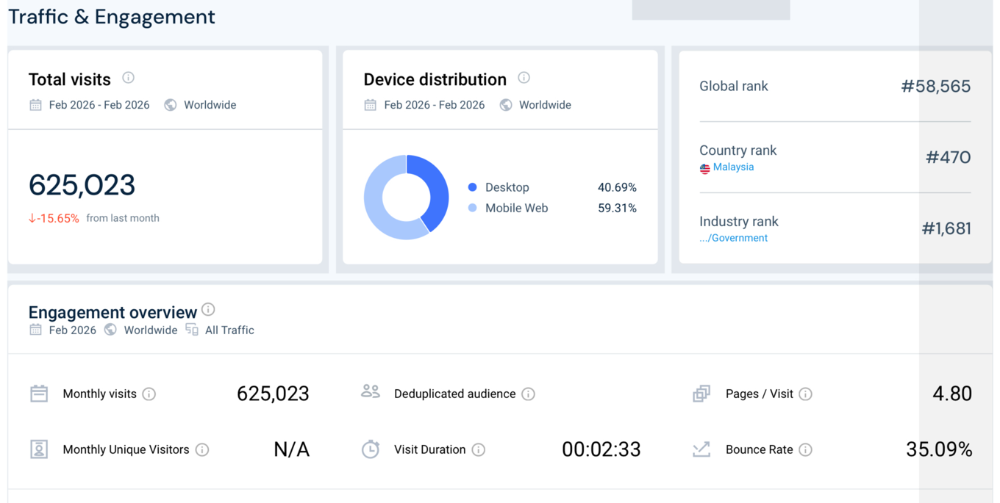 Traffic & Engagement
Total visits
Feb 2026 - Feb 2026 Worldwide
625,023
↓-15.65% from last month
Device distribution
Feb 2026 - Feb 2026 Worldwide
Desktop 40.69%
Mobile Web 59.31%
Global rank #58,565
Country rank #470
Malaysia
Industry rank #1,681
.../Government
Engagement overview
Feb 2026 Worldwide All Traffic
Monthly visits 625,023
Deduplicated audience
Pages / Visit 4.80
Monthly Unique Visitors N/A
Visit Duration 00:02:33
Bounce Rate 35.09%